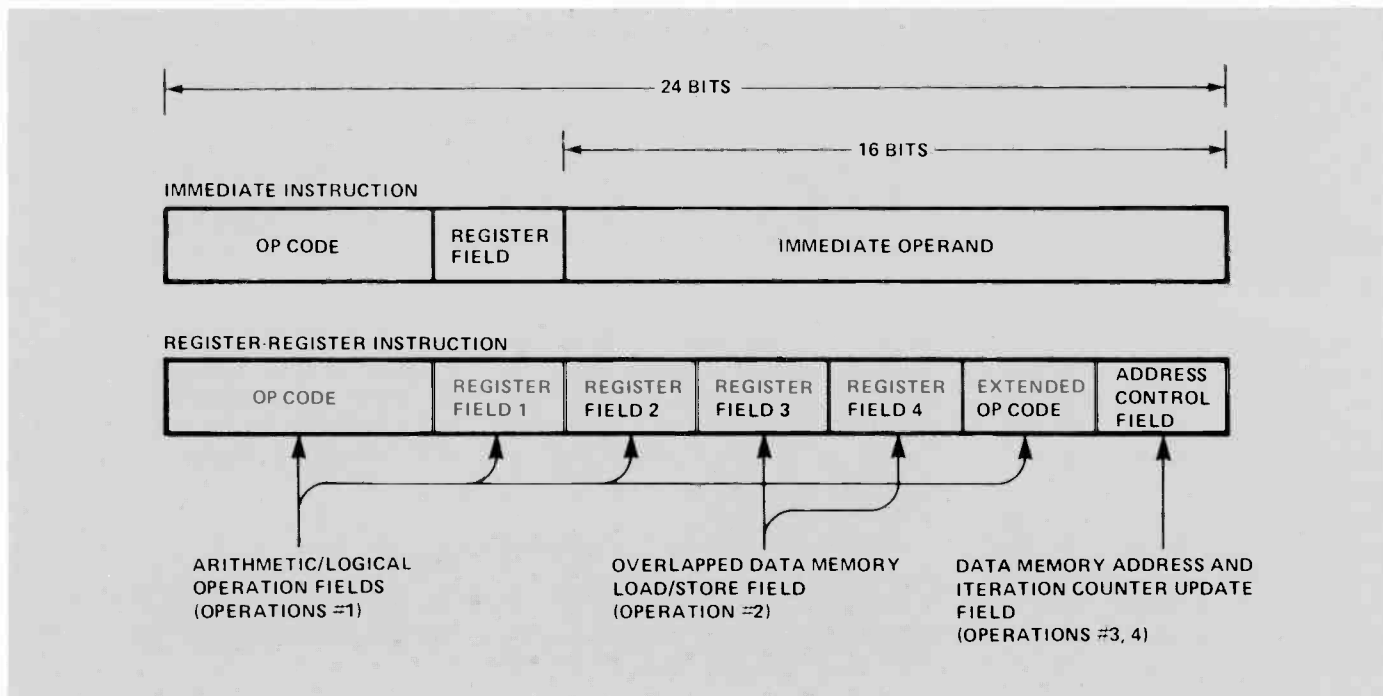 24 BITS
16 BITS
IMMEDIATE INSTRUCTION
OP CODE
REGISTER
FIELD
IMMEDIATE OPERAND
REGISTER-REGISTER INSTRUCTION
OP CODE
REGISTER
FIELD 1
REGISTER
FIELD 2
REGISTER
FIELD 3
REGISTER
FIELD 4
EXTENDED
OP CODE
ADDRESS
CONTROL
FIELD
ARITHMETIC/LOGICAL
OPERATION FIELDS
(OPERATIONS #1)
OVERLAPPED DATA MEMORY
LOAD/STORE FIELD
(OPERATION #2)
DATA MEMORY ADDRESS AND
ITERATION COUNTER UPDATE
FIELD
(OPERATIONS #3, 4)